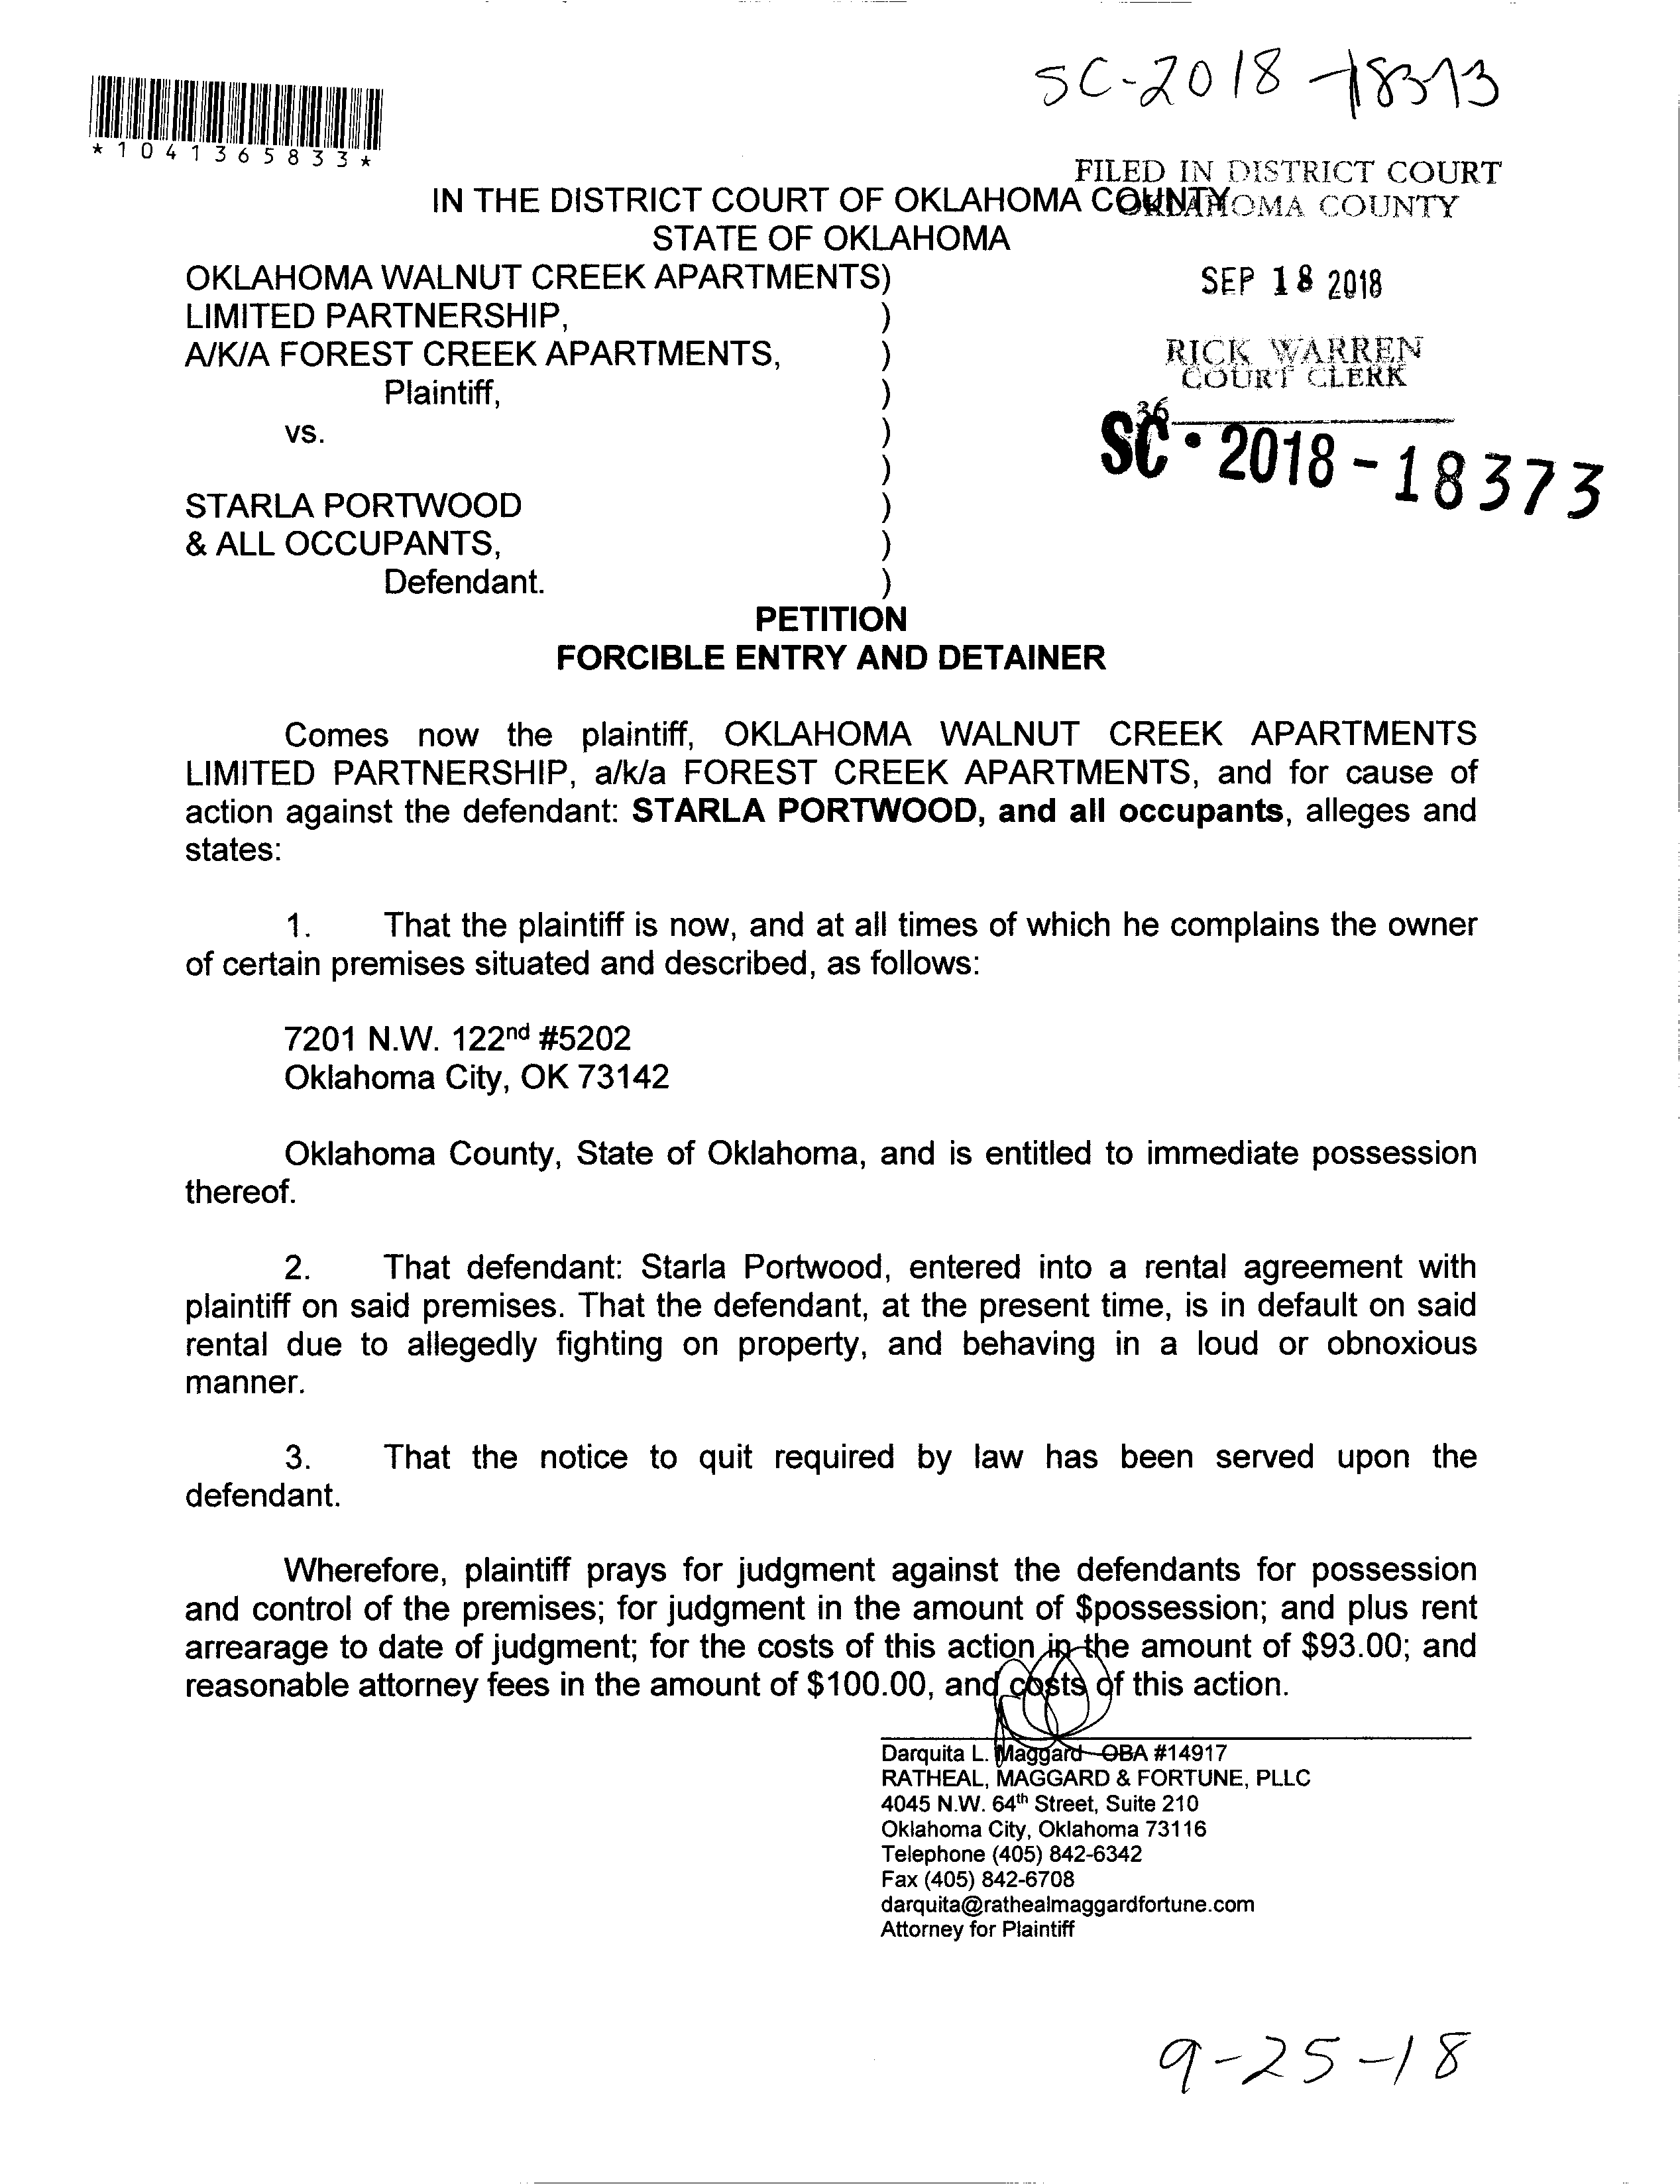 SC-2018-18373
*1041365833*
FILED IN DISTRICT COURT
OKLAHOMA COUNTY
IN THE DISTRICT COURT OF OKLAHOMA COUNTY
STATE OF OKLAHOMA
OKLAHOMA WALNUT CREEK APARTMENTS)
LIMITED PARTNERSHIP, )
A/K/A FOREST CREEK APARTMENTS, )
Plaintiff, )
vs. )
)
STARLA PORTWOOD )
& ALL OCCUPANTS, )
Defendant. )
SEP 18 2018
RICK WARREN
COURT CLERK
36
SC • 2018 - 18373
PETITION
FORCIBLE ENTRY AND DETAINER
Comes now the plaintiff, OKLAHOMA WALNUT CREEK APARTMENTS
LIMITED PARTNERSHIP, a/k/a FOREST CREEK APARTMENTS, and for cause of
action against the defendant: STARLA PORTWOOD, and all occupants, alleges and
states:
1. That the plaintiff is now, and at all times of which he complains the owner
of certain premises situated and described, as follows:
7201 N.W. 122nd #5202
Oklahoma City, OK 73142
Oklahoma County, State of Oklahoma, and is entitled to immediate possession
thereof.
2. That defendant: Starla Portwood, entered into a rental agreement with
plaintiff on said premises. That the defendant, at the present time, is in default on said
rental due to allegedly fighting on property, and behaving in a loud or obnoxious
manner.
3. That the notice to quit required by law has been served upon the
defendant.
Wherefore, plaintiff prays for judgment against the defendants for possession
and control of the premises; for judgment in the amount of $possession; and plus rent
arrearage to date of judgment; for the costs of this action in the amount of $93.00; and
reasonable attorney fees in the amount of $100.00, and costs of this action.
Darquita L. Maggard OBA #14917
RATHEAL, MAGGARD & FORTUNE, PLLC
4045 N.W. 64th Street, Suite 210
Oklahoma City, Oklahoma 73116
Telephone (405) 842-6342
Fax (405) 842-6708
darquita@rathealmaggardfortune.com
Attorney for Plaintiff
9-25-18